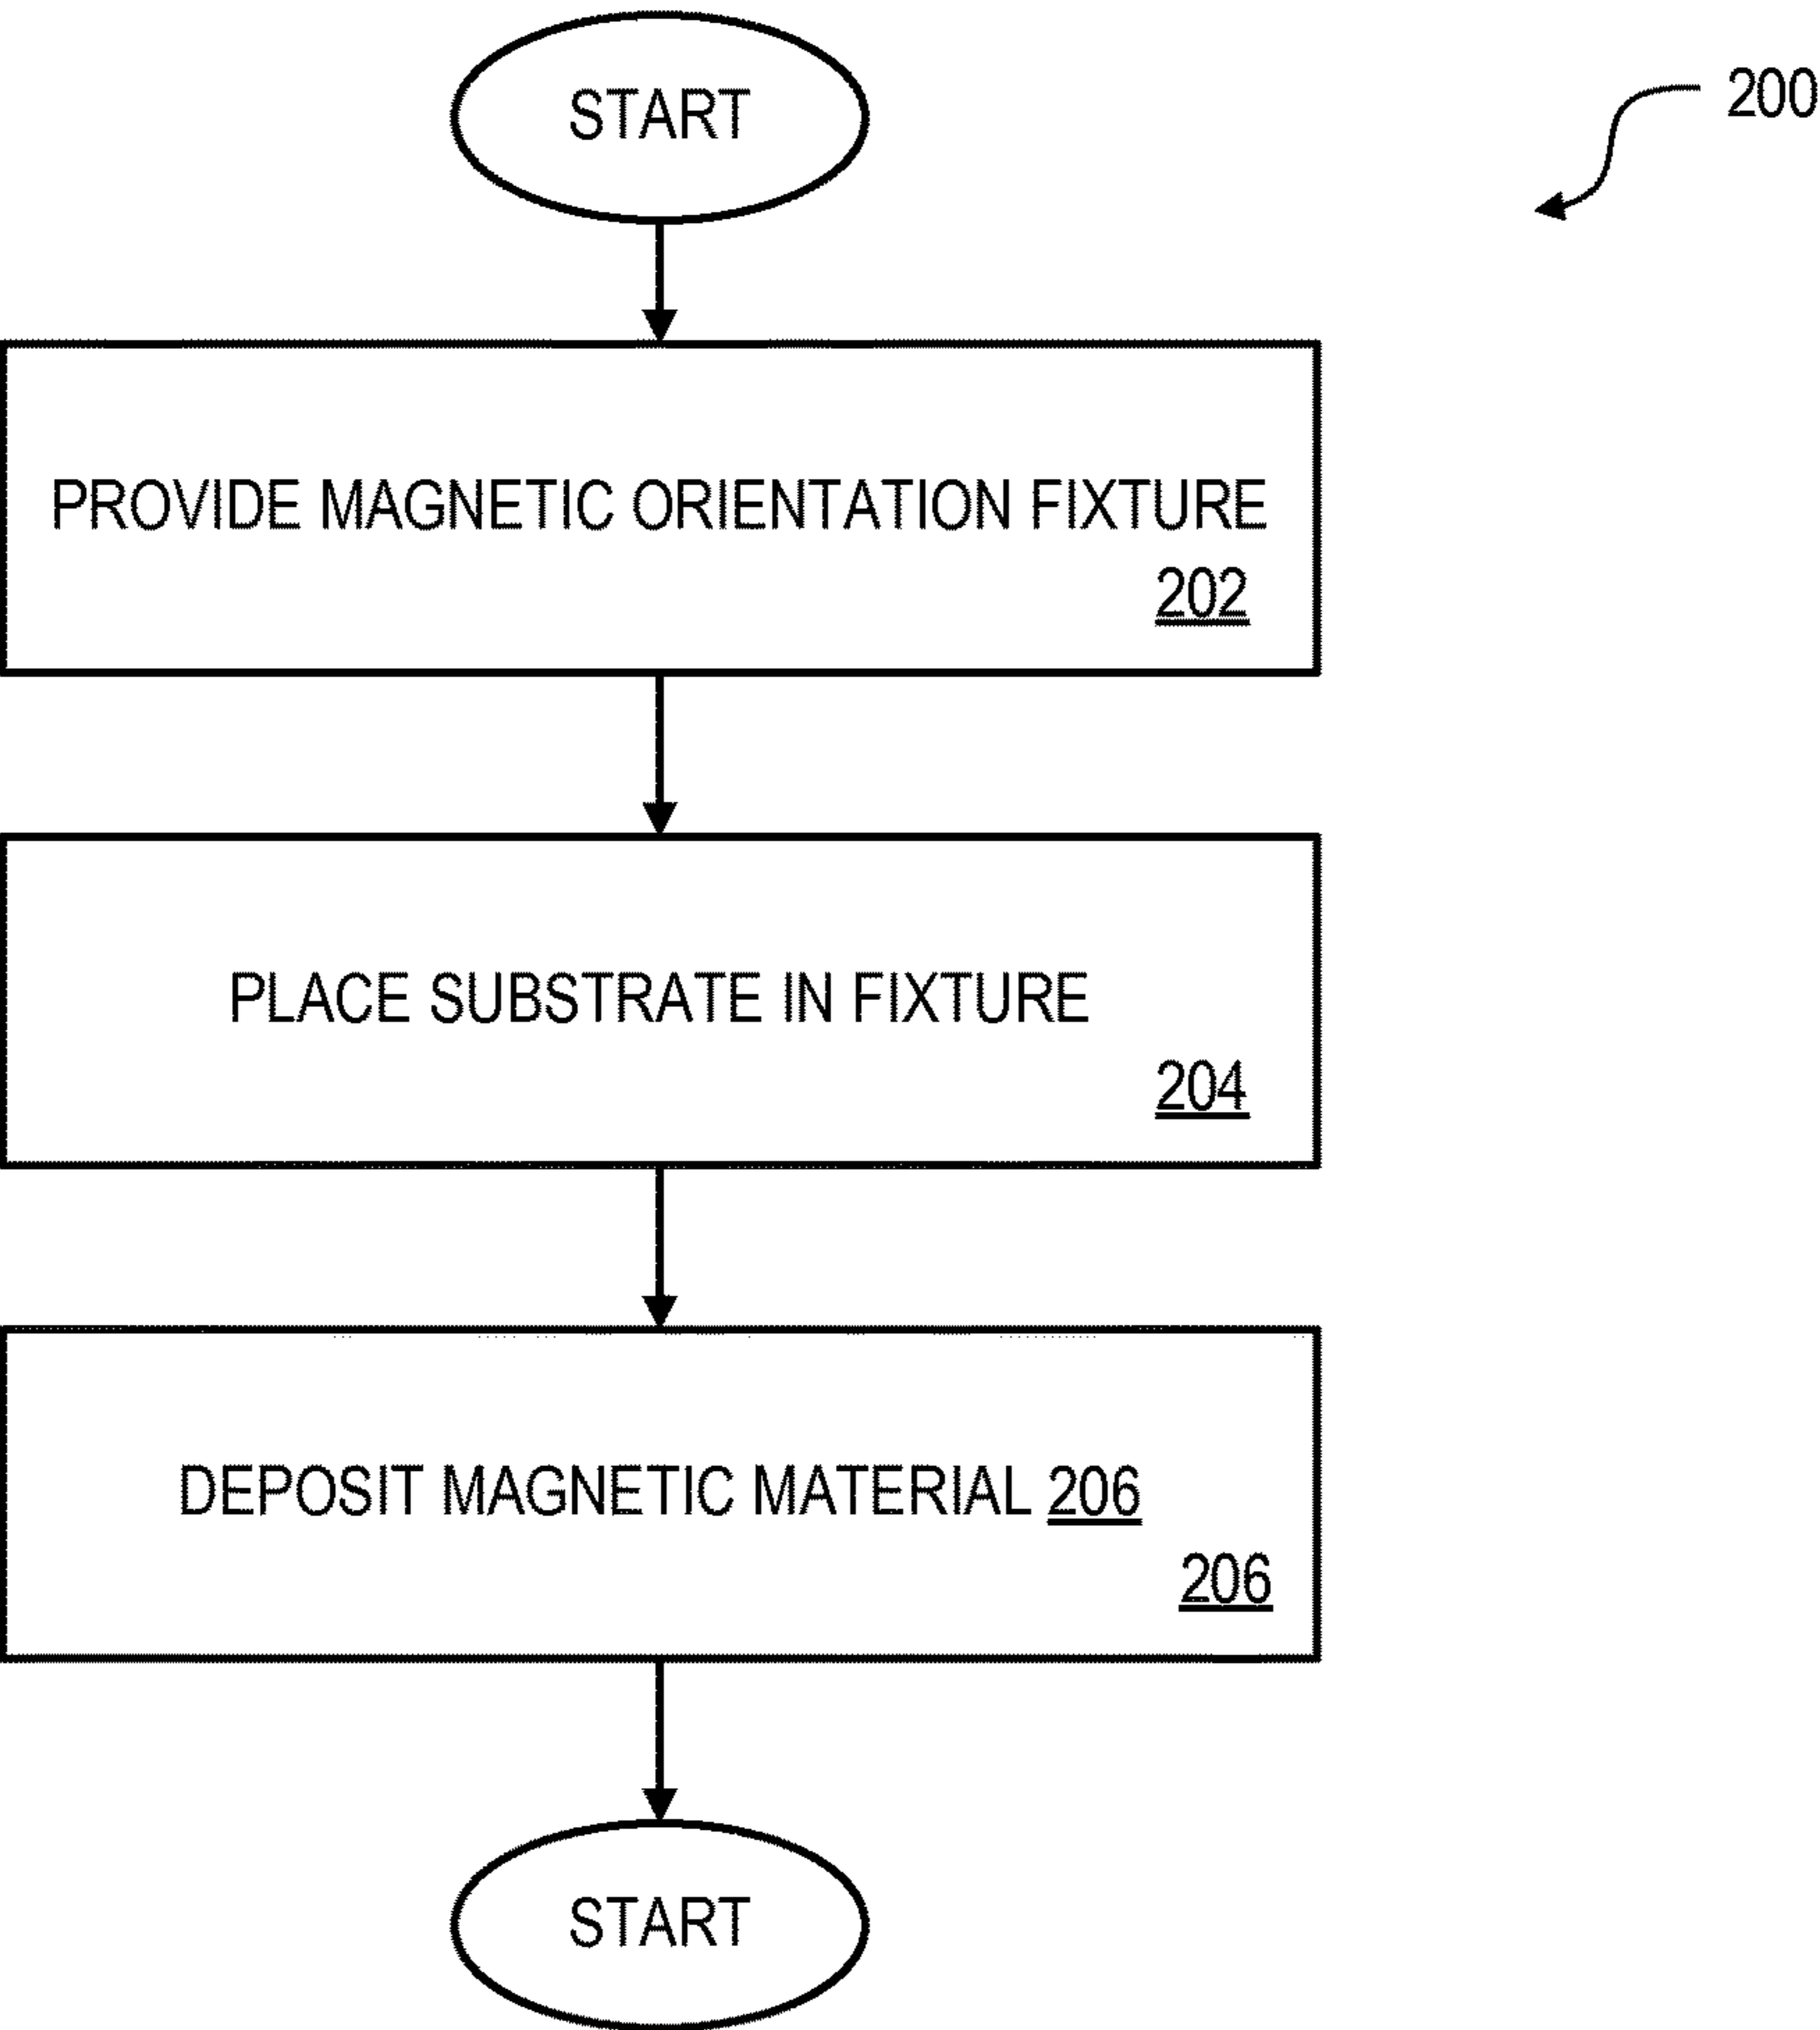 START
200
PROVIDE MAGNETIC ORIENTATION FIXTURE
202
PLACE SUBSTRATE IN FIXTURE
204
DEPOSIT MAGNETIC MATERIAL 206
206
START